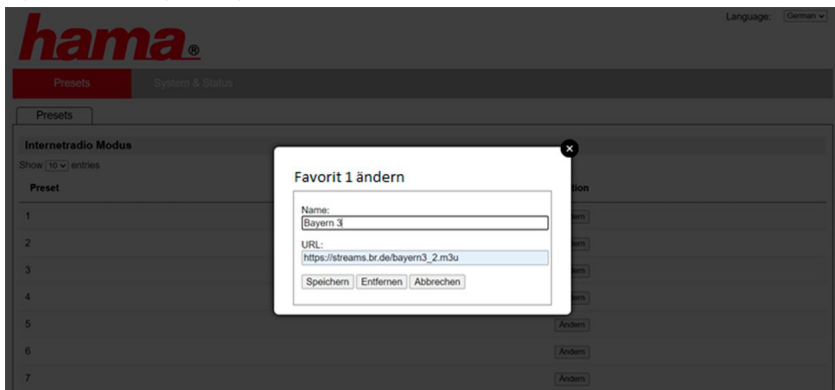 Language: German
hama®
Presets System & Status
Presets
Internetradio Modus
Show 10 entries
Preset
1
2
3
4
5 Ändern
6 Ändern
7 Ändern
Favorit 1 ändern
Name:
Bayern 3
URL:
https://streams.br.de/bayern3_2.m3u
Speichern Entfernen Abbrechen